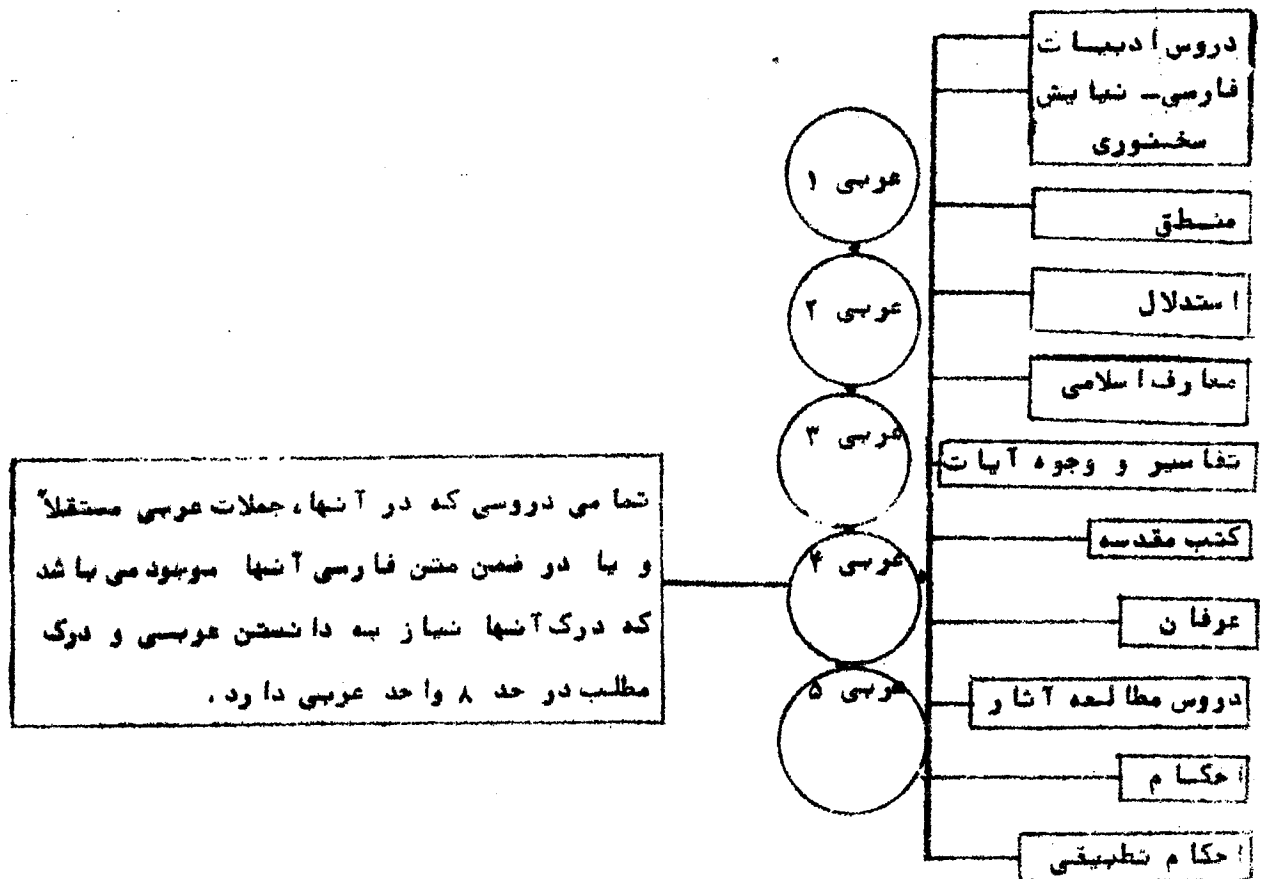 دروس ادبیات
فارسی - نیایش
سخنوری
منطق
استدلال
معارف اسلامی
تفاسیر و وجوه آیات
کتب مقدسه
عرفان
دروس مطالعه آثار
احکام
احکام تطبیقی
عربی ۱
عربی ۲
عربی ۳
عربی ۴
عربی ۵
تمامی دروسی که در آنها، جملات عربی مستقلاً
و یا در ضمن متن فارسی آنها موجود می باشد
که درک آنها نیاز به دانستن عربی و درک
مطلب در حد ۸ واحد عربی دارد.